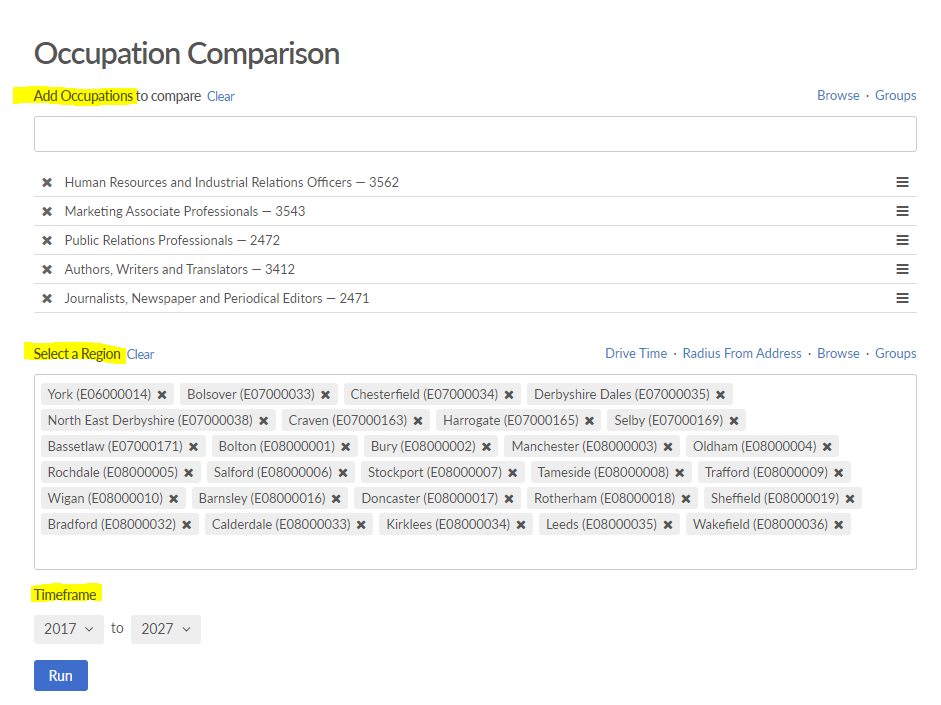 Occupation Comparison
Add Occupations to compare Clear Browse · Groups
✖ Human Resources and Industrial Relations Officers — 3562
✖ Marketing Associate Professionals — 3543
✖ Public Relations Professionals — 2472
✖ Authors, Writers and Translators — 3412
✖ Journalists, Newspaper and Periodical Editors — 2471
Select a Region Clear Drive Time · Radius From Address · Browse · Groups
York (E06000014) ✖ Bolsover (E07000033) ✖ Chesterfield (E07000034) ✖ Derbyshire Dales (E07000035) ✖
North East Derbyshire (E07000038) ✖ Craven (E07000163) ✖ Harrogate (E07000165) ✖ Selby (E07000169) ✖
Bassetlaw (E07000171) ✖ Bolton (E08000001) ✖ Bury (E08000002) ✖ Manchester (E08000003) ✖ Oldham (E08000004) ✖
Rochdale (E08000005) ✖ Salford (E08000006) ✖ Stockport (E08000007) ✖ Tameside (E08000008) ✖ Trafford (E08000009) ✖
Wigan (E08000010) ✖ Barnsley (E08000016) ✖ Doncaster (E08000017) ✖ Rotherham (E08000018) ✖ Sheffield (E08000019) ✖
Bradford (E08000032) ✖ Calderdale (E08000033) ✖ Kirklees (E08000034) ✖ Leeds (E08000035) ✖ Wakefield (E08000036) ✖
Timeframe
2017 to 2027
Run